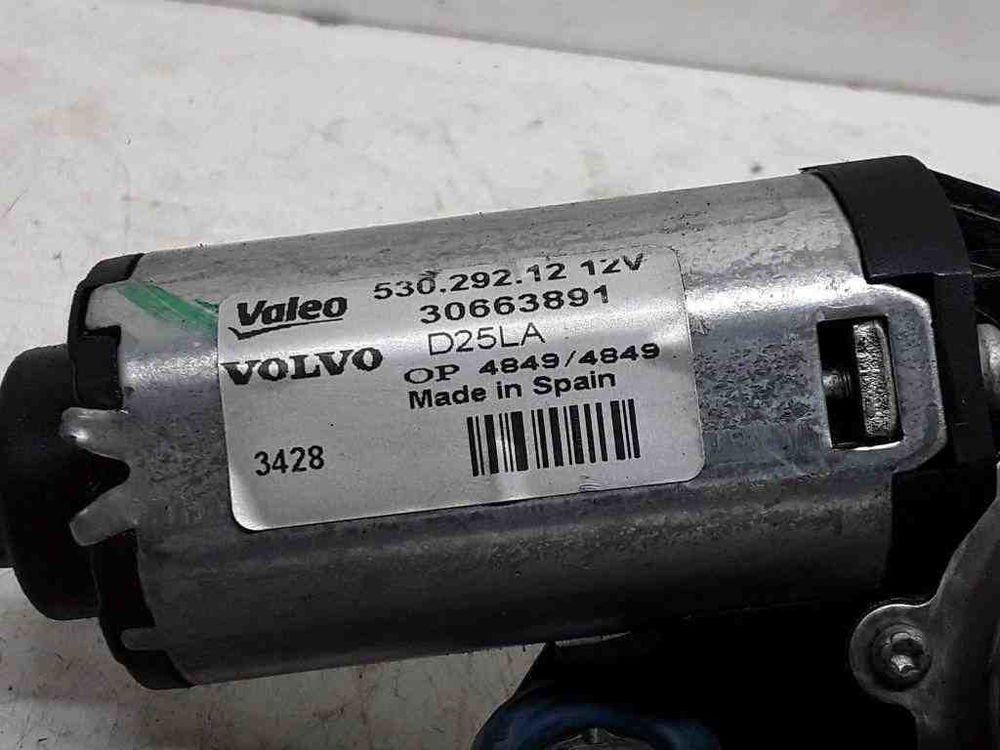 Valeo 530.292.12 12V
30663891
D25LA
VOLVO OP 4849/4849
Made in Spain
3428